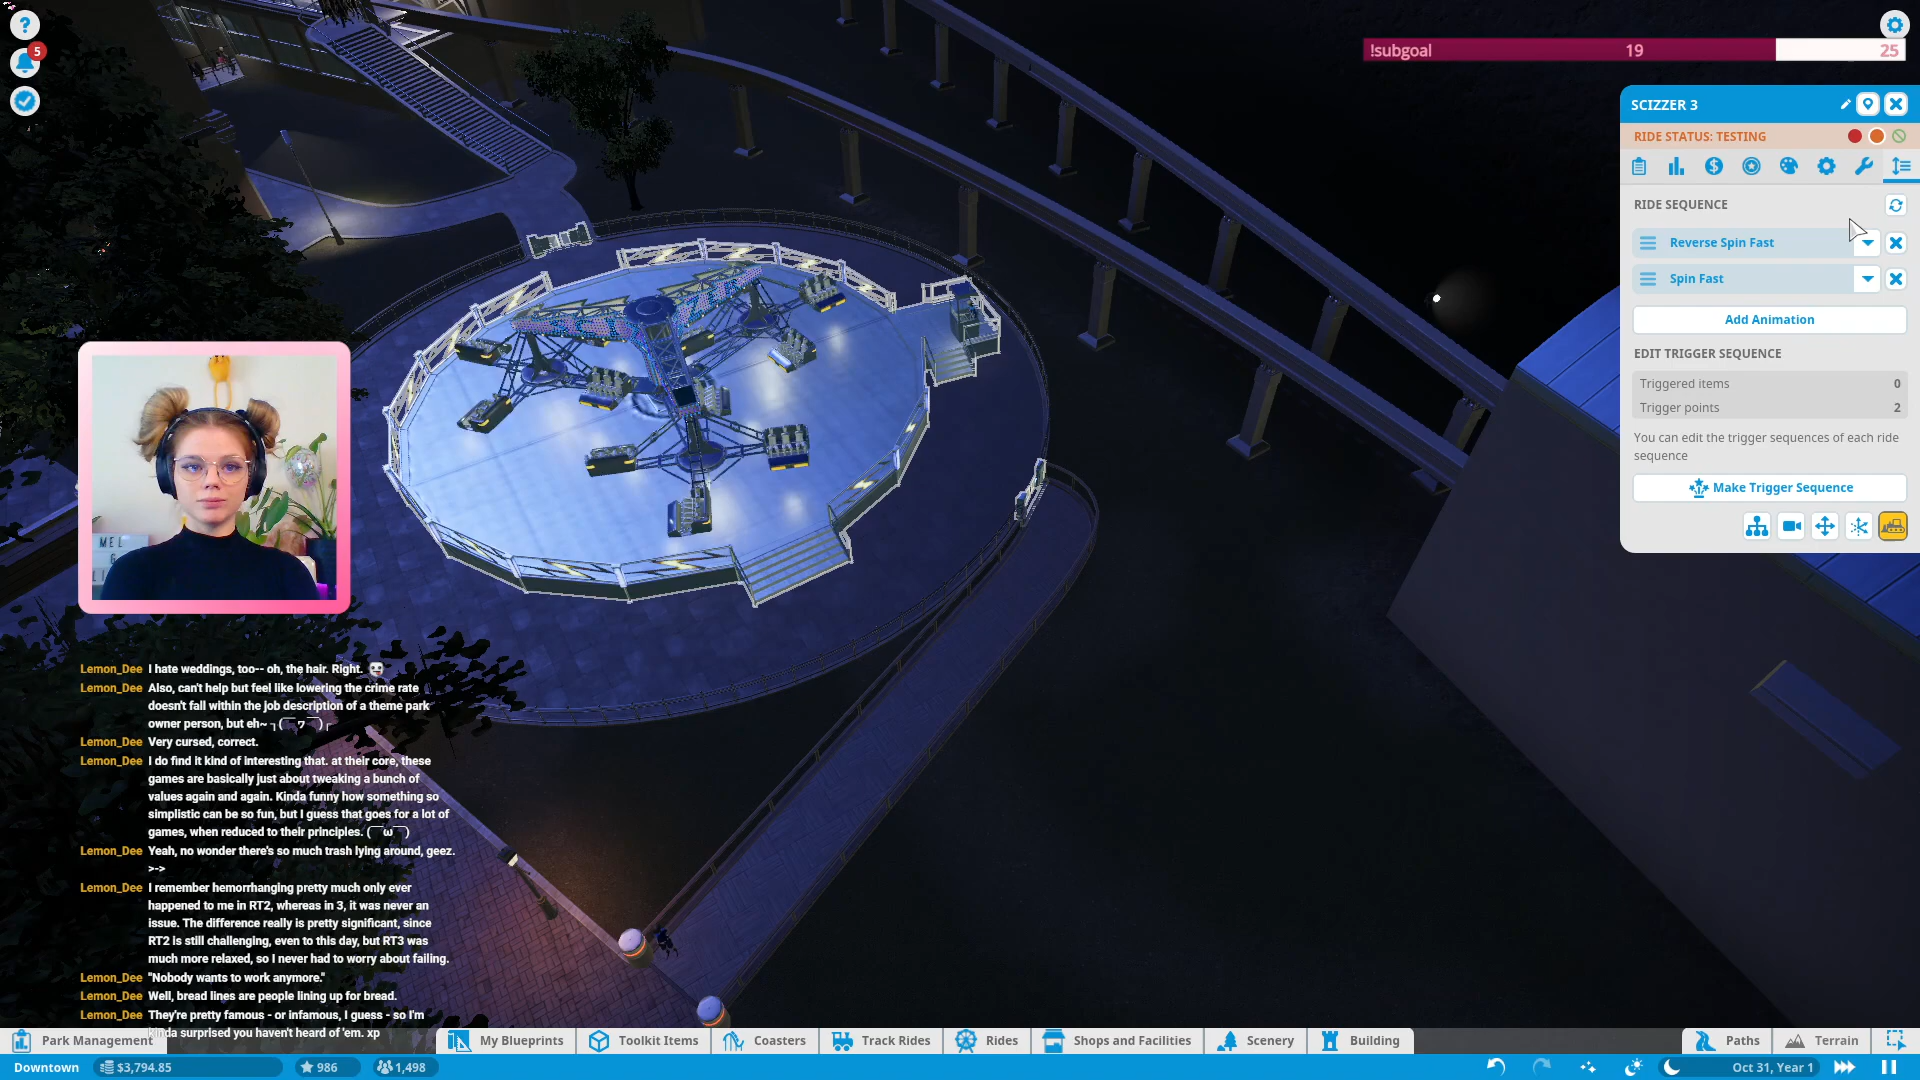 5
!subgoal 19 25
SCIZZER 3
RIDE STATUS: TESTING
RIDE SEQUENCE
Reverse Spin Fast
Spin Fast
Add Animation
EDIT TRIGGER SEQUENCE
Triggered items 0
Trigger points 2
You can edit the trigger sequences of each ride
sequence
Make Trigger Sequence
MEL
Lemon_Dee I hate weddings, too-- oh, the hair. Right.
Lemon_Dee Also, can't help but feel like lowering the crime rate
doesn't fall within the job description of a theme park
owner person, but eh~ ┐(￣ヮ￣)┌
Lemon_Dee Very cursed, correct.
Lemon_Dee I do find it kind of interesting that. at their core, these
games are basically just about tweaking a bunch of
values again and again. Kinda funny how something so
simplistic can be so fun, but I guess that goes for a lot of
games, when reduced to their principles. (￣ω￣)
Lemon_Dee Yeah, no wonder there's so much trash lying around, geez.
>->
Lemon_Dee I remember hemorrhanging pretty much only ever
happened to me in RT2, whereas in 3, it was never an
issue. The difference really is pretty significant, since
RT2 is still challenging, even to this day, but RT3 was
much more relaxed, so I never had to worry about failing.
Lemon_Dee "Nobody wants to work anymore."
Lemon_Dee Well, bread lines are people lining up for bread.
Lemon_Dee They're pretty famous - or infamous, I guess - so I'm
kinda surprised you haven't heard of 'em. xp
Park Management
My Blueprints
Toolkit Items
Coasters
Track Rides
Rides
Shops and Facilities
Scenery
Building
Paths
Terrain
Downtown
$3,794.85
986
1,498
Oct 31, Year 1